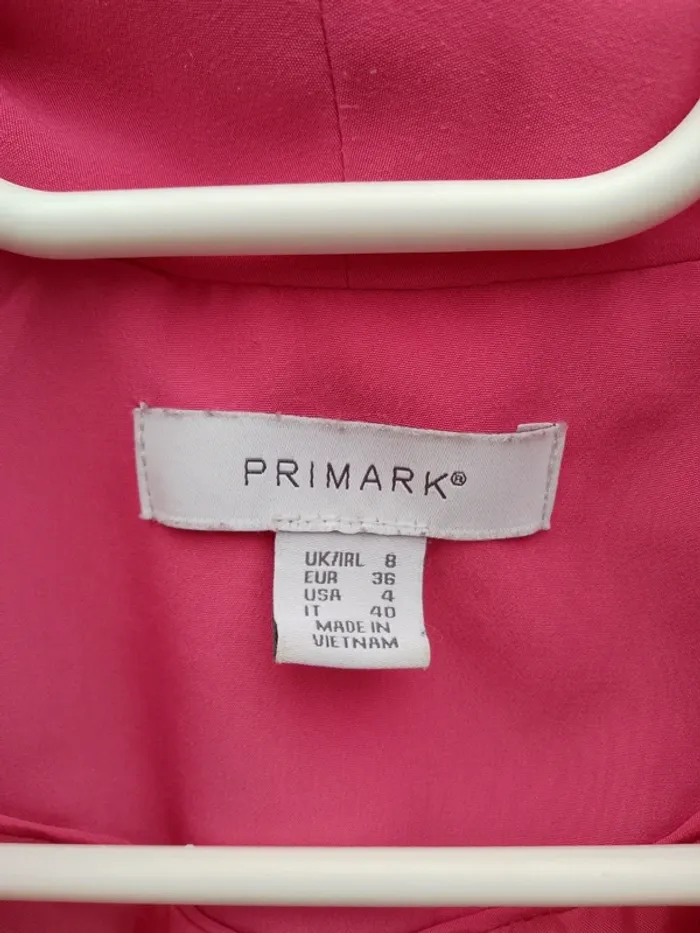 PRIMARK®
UK/IRL 8
EUR 36
USA 4
IT 40
MADE IN
VIETNAM